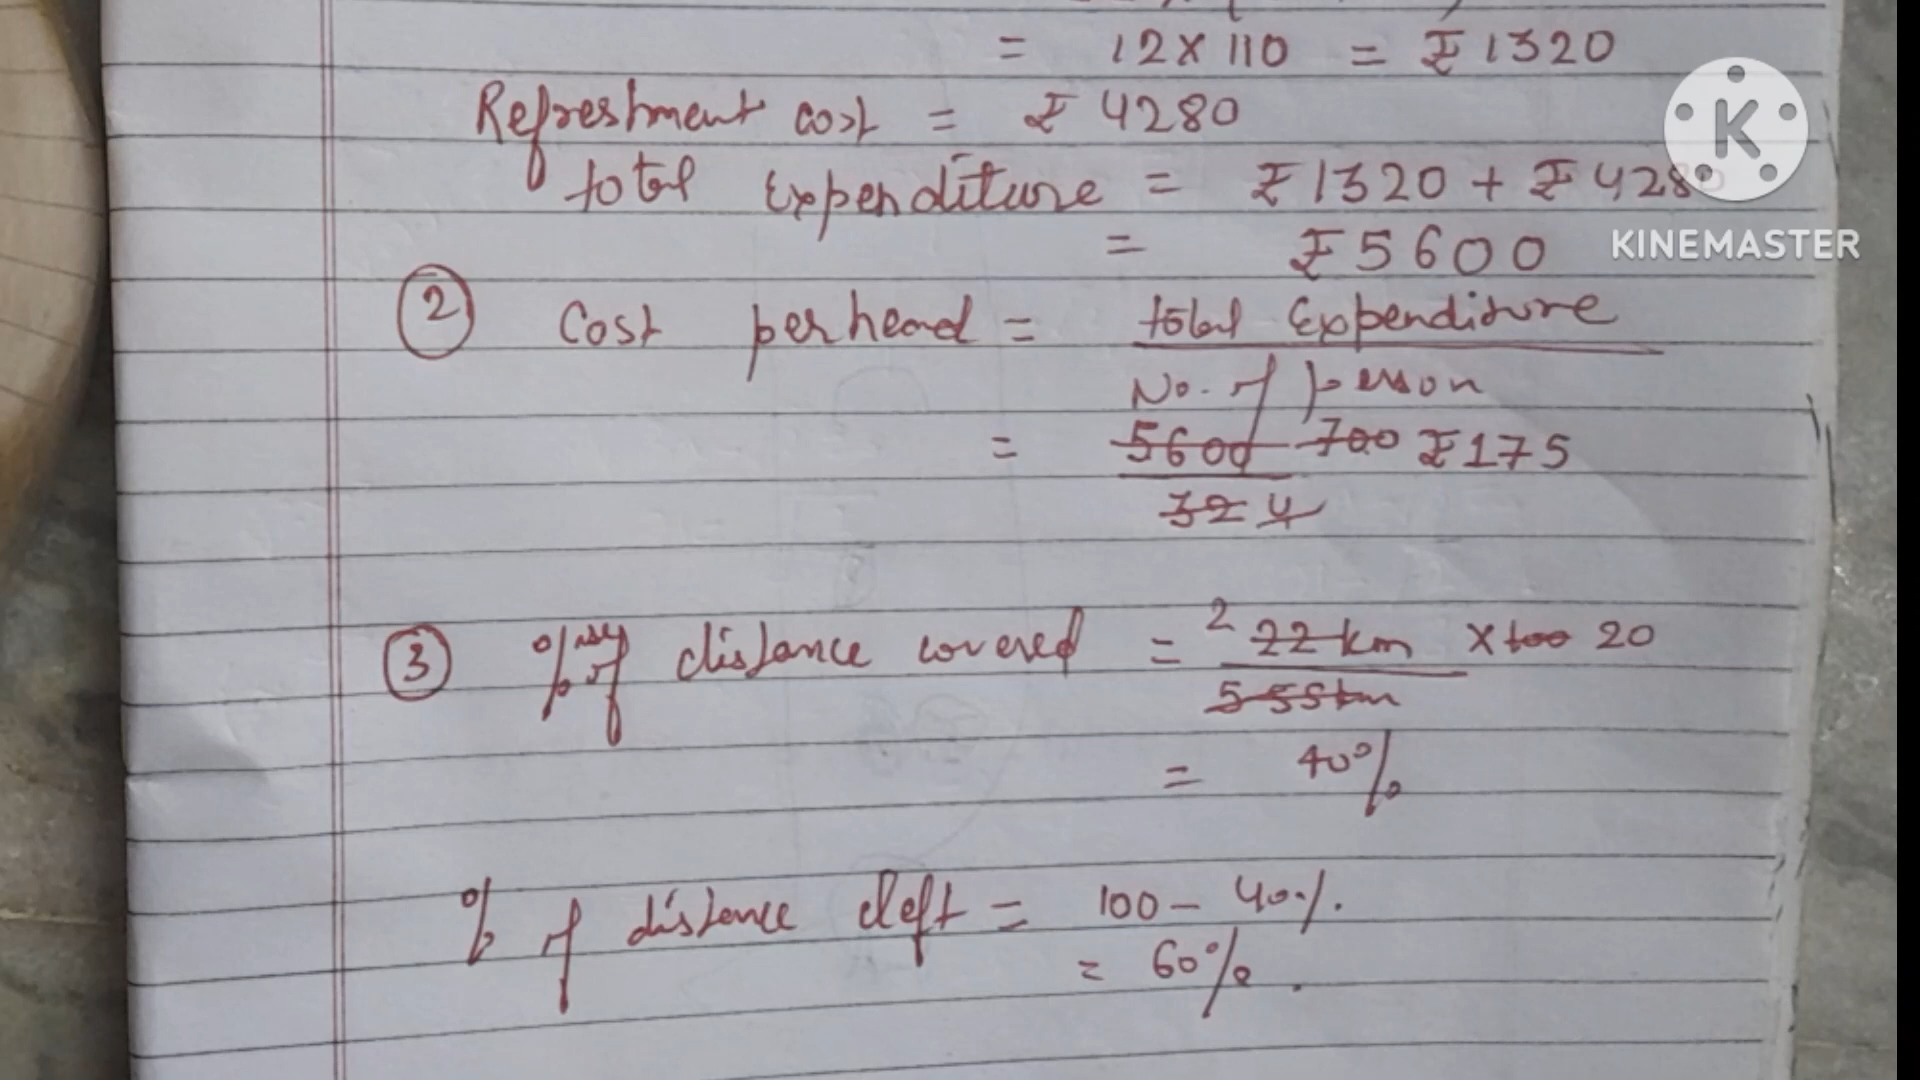 = 12 x 110 = ₹ 1320
Refreshment cost = ₹ 4280
total Expenditure = ₹ 1320 + ₹ 4280
= ₹ 5600
② Cost per head = total Expenditure
No. of person
= 5600 700 ₹ 175
32 4
③ % of distance covered = 2 22 km x 100 20
5 55 km
= 40%
% of distance left = 100 - 40%.
= 60%.
K
KINEMASTER